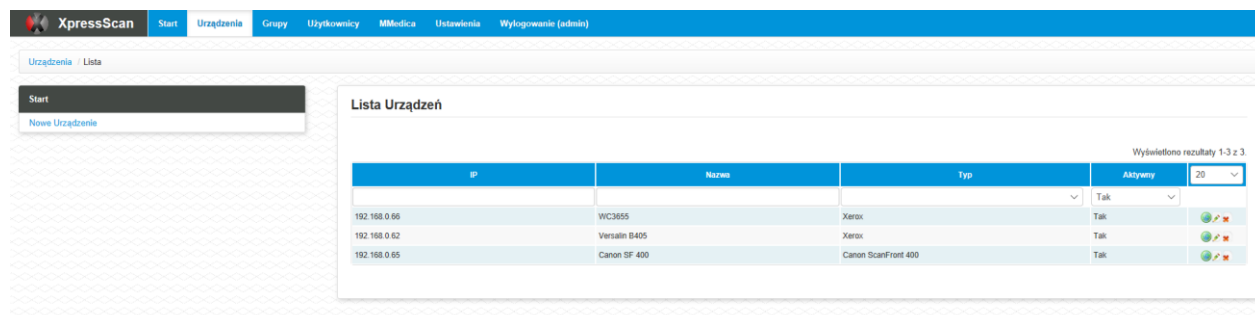 XpressScan Start Urządzenia Grupy Użytkownicy MMedica Ustawienia Wylogowanie (admin)
Urządzenia / Lista
Start
Nowe Urządzenie
Lista Urządzeń
Wyświetlono rezultaty 1-3 z 3.
IP Nazwa Typ Aktywny 20
Tak
192.168.0.66 WC3655 Xerox Tak
192.168.0.62 Versalin B405 Xerox Tak
192.168.0.65 Canon SF 400 Canon ScanFront 400 Tak